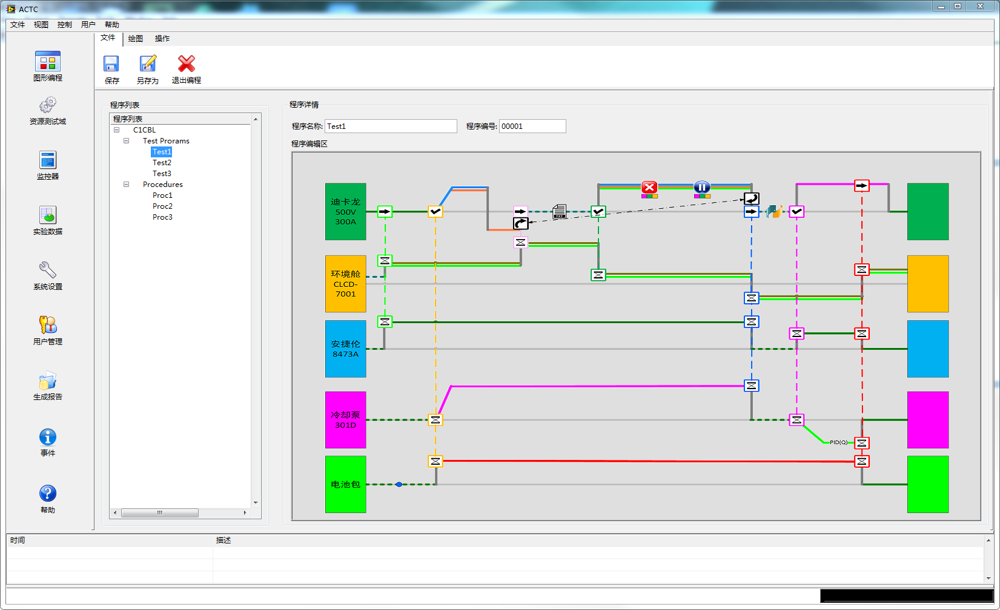 ACTC
文件 视图 控制 用户 帮助
文件 绘图 操作
保存 另存为 退出编程
图形编程
资源测试域
监控器
实验数据
系统设置
用户管理
生成报告
事件
帮助
程序列表
程序列表
C1CBL
Test Prorams
Test1
Test2
Test3
Procedures
Proc1
Proc2
Proc3
程序详情
程序名称: Test1 程序编号: 00001
程序编辑区
迪卡龙
500V
300A
环境舱
CLCD-
7001
安捷伦
8473A
冷却泵
301D
电池包
TXT
PID(Q)
时间 描述